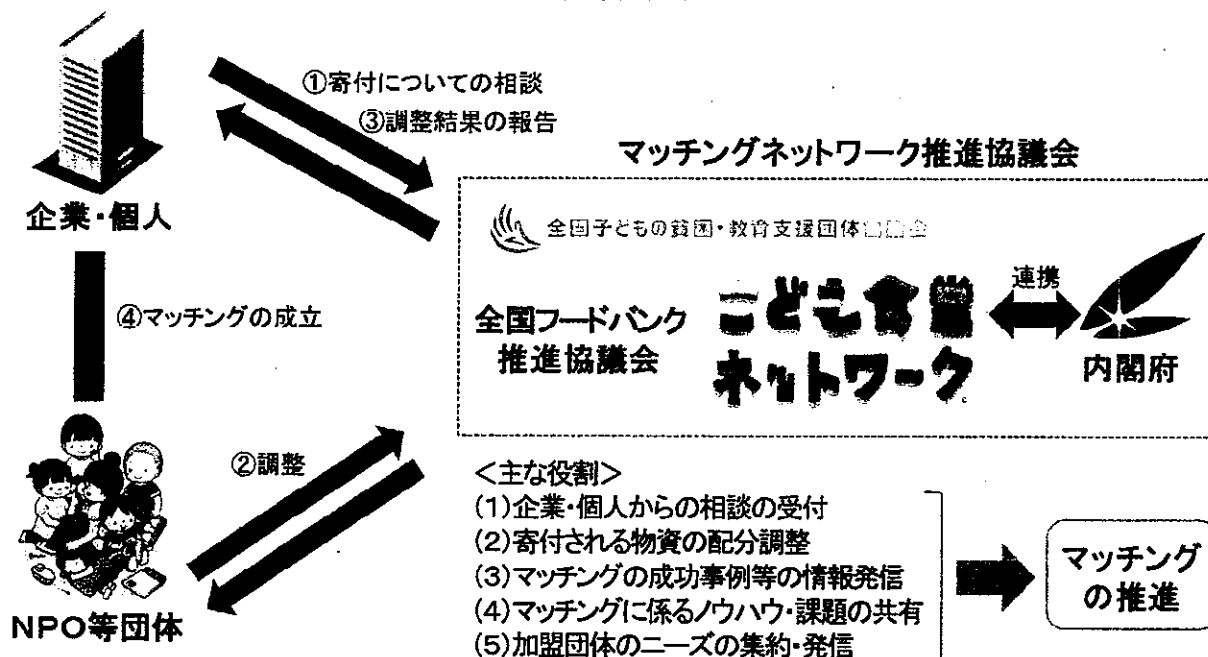 ①寄付についての相談
③調整結果の報告
マッチングネットワーク推進協議会
企業・個人
全国子どもの貧困・教育支援団体協議会
④マッチングの成立
全国フードバンク
推進協議会
こども食堂
ネットワーク
連携
内閣府
②調整
NPO等団体
<主な役割>
(1)企業・個人からの相談の受付
(2)寄付される物資の配分調整
(3)マッチングの成功事例等の情報発信
(4)マッチングに係るノウハウ・課題の共有
(5)加盟団体のニーズの集約・発信
マッチング
の推進